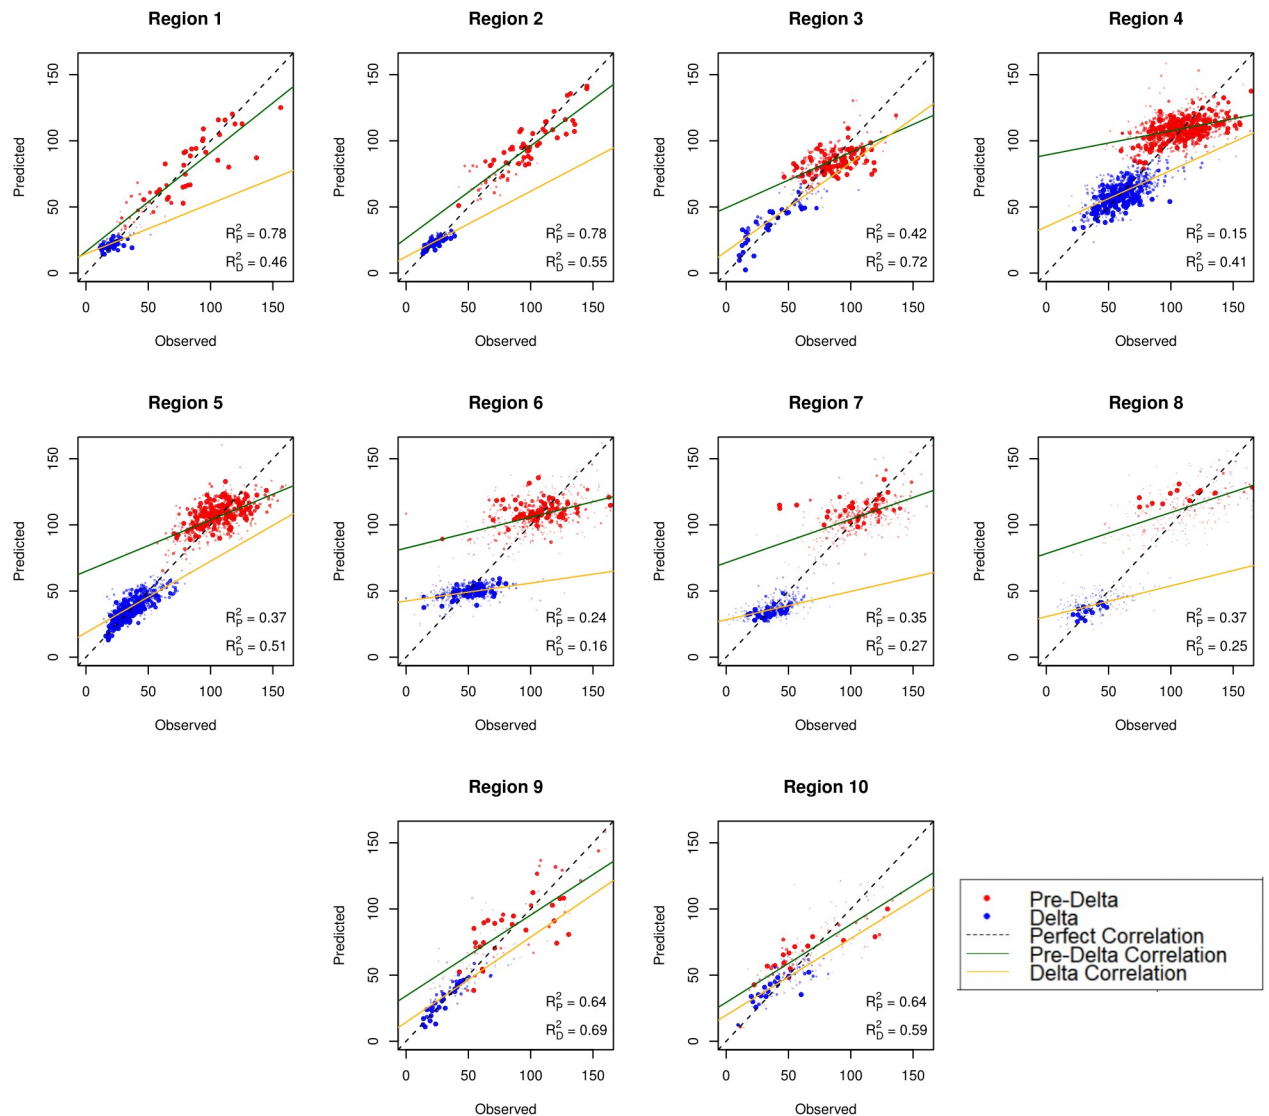 Region 1
Region 2
Region 3
Region 4
Predicted
0 50 100 150
R²P = 0.78
R²D = 0.46
0 50 100 150
Observed
Predicted
0 50 100 150
R²P = 0.78
R²D = 0.55
0 50 100 150
Observed
Predicted
0 50 100 150
R²P = 0.42
R²D = 0.72
0 50 100 150
Observed
Predicted
0 50 100 150
R²P = 0.15
R²D = 0.41
0 50 100 150
Observed
Region 5
Region 6
Region 7
Region 8
Predicted
0 50 100 150
R²P = 0.37
R²D = 0.51
0 50 100 150
Observed
Predicted
0 50 100 150
R²P = 0.24
R²D = 0.16
0 50 100 150
Observed
Predicted
0 50 100 150
R²P = 0.35
R²D = 0.27
0 50 100 150
Observed
Predicted
0 50 100 150
R²P = 0.37
R²D = 0.25
0 50 100 150
Observed
Region 9
Region 10
Predicted
0 50 100 150
R²P = 0.64
R²D = 0.69
0 50 100 150
Observed
Predicted
0 50 100 150
R²P = 0.64
R²D = 0.59
0 50 100 150
Observed
Pre-Delta
Delta
Perfect Correlation
Pre-Delta Correlation
Delta Correlation